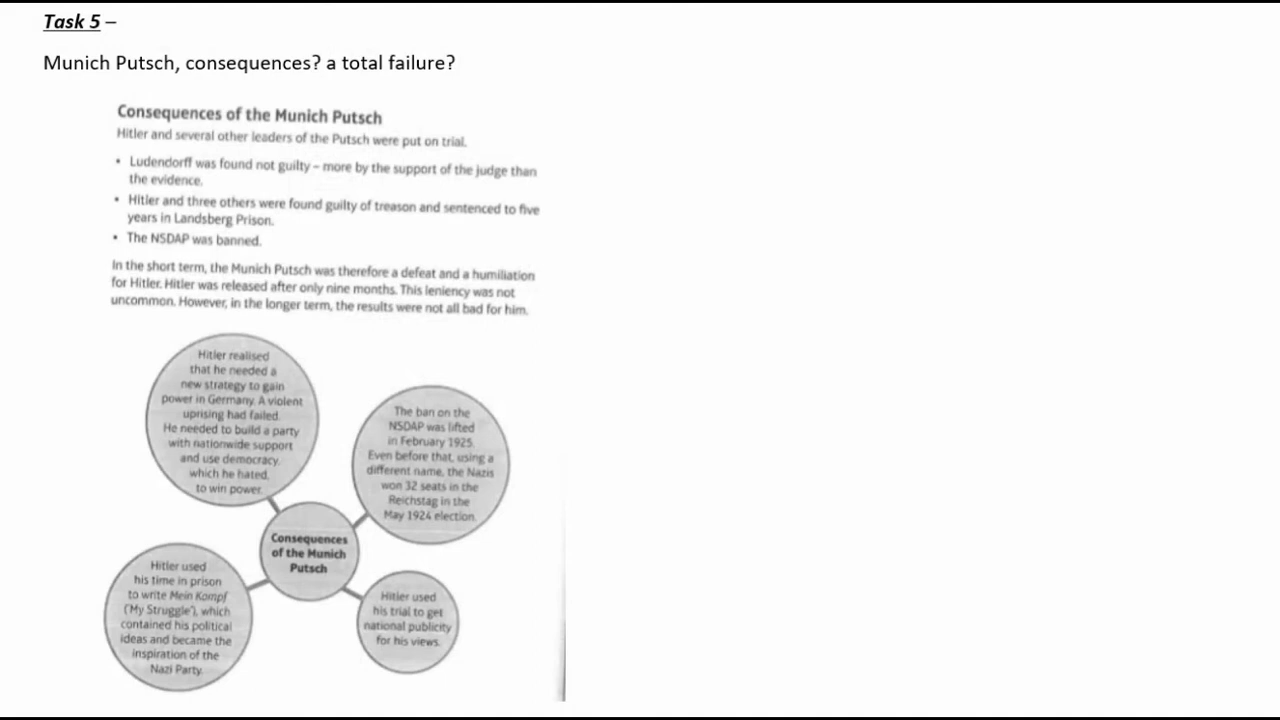 Task 5 –
Munich Putsch, consequences? a total failure?
Consequences of the Munich Putsch
Hitler and several other leaders of the Putsch were put on trial.
• Ludendorff was found not guilty – more by the support of the judge than
the evidence.
• Hitler and three others were found guilty of treason and sentenced to five
years in Landsberg Prison.
• The NSDAP was banned.
In the short term, the Munich Putsch was therefore a defeat and a humiliation
for Hitler. Hitler was released after only nine months. This leniency was not
uncommon. However, in the longer term, the results were not all bad for him.
Hitler realised
that he needed a
new strategy to gain
power in Germany. A violent
uprising had failed.
He needed to build a party
with nationwide support
and use democracy,
which he hated,
to win power.
The ban on the
NSDAP was lifted
in February 1925.
Even before that, using a
different name, the Nazis
won 32 seats in the
Reichstag in the
May 1924 election.
Consequences
of the Munich
Putsch
Hitler used
his time in prison
to write Mein Kampf
('My Struggle'), which
contained his political
ideas and became the
inspiration of the
Nazi Party.
Hitler used
his trial to get
national publicity
for his views.